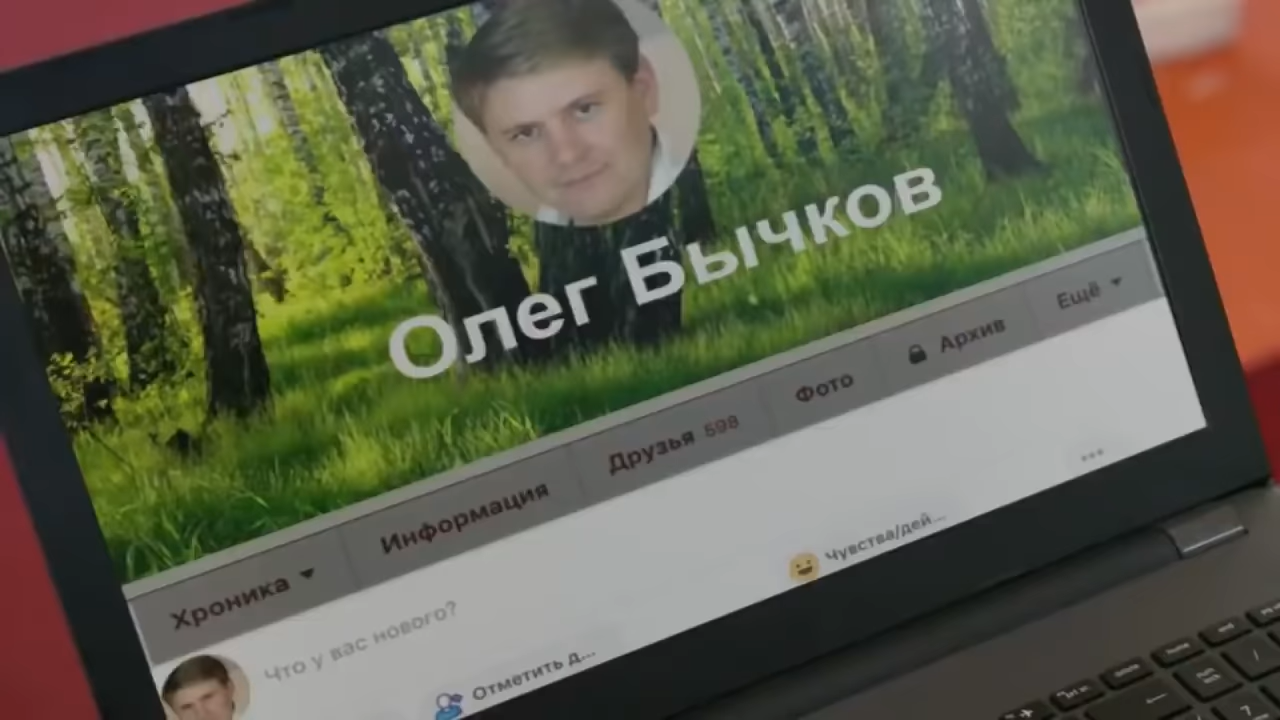 Олег Бычков
Хроника Информация Друзья 598 Фото Архив Ещё
Что у вас нового?
Отметить д... Чувства/дей...